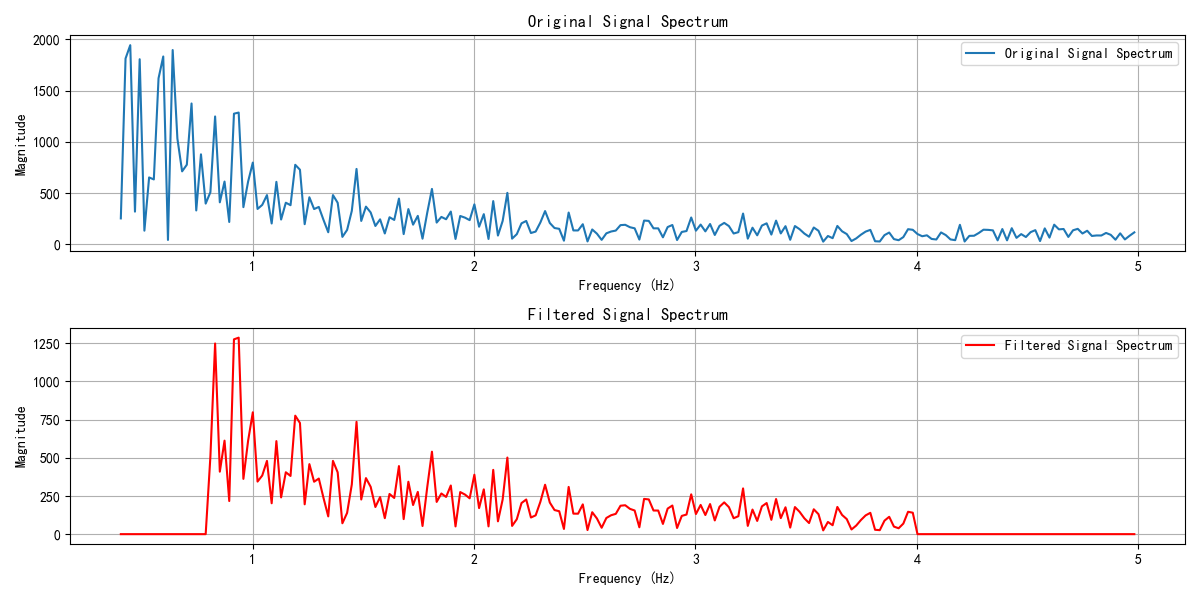 Original Signal Spectrum
2000
1500
1000
500
0
Magnitude
Original Signal Spectrum
1 2 3 4 5
Frequency (Hz)
Filtered Signal Spectrum
1250
1000
750
500
250
0
Magnitude
Filtered Signal Spectrum
1 2 3 4 5
Frequency (Hz)